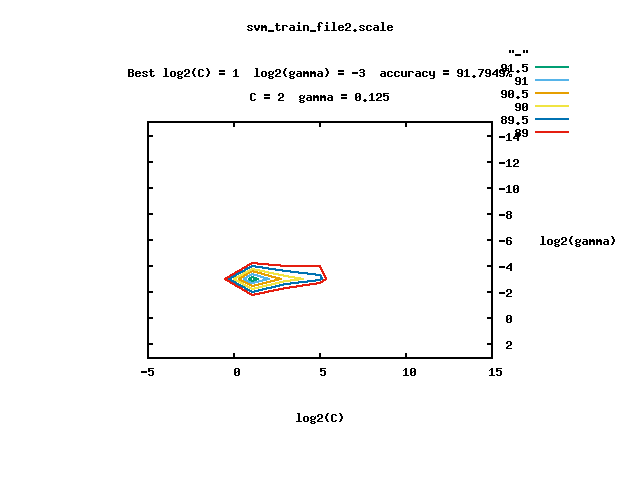 svm_train_file2.scale
"-"
Best log2(C) = 1  log2(gamma) = -3  accuracy = 91.7949%
C = 2  gamma = 0.125
91.5
91
90.5
90
89.5
89
-14
-12
-10
-8
-6
-4
-2
0
2
log2(gamma)
-5 0 5 10 15
log2(C)